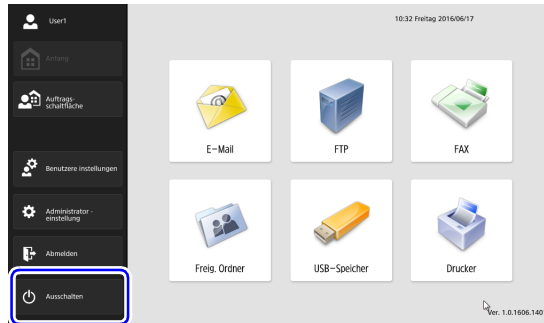 User1
10:32 Freitag 2016/06/17
Anfang
Auftrags-
schaltfläche
Benutzere instellungen
Administrator -
einstellung
Abmelden
Ausschalten
E-Mail
FTP
FAX
Freig. Ordner
USB-Speicher
Drucker
Ver. 1.0.1606.140